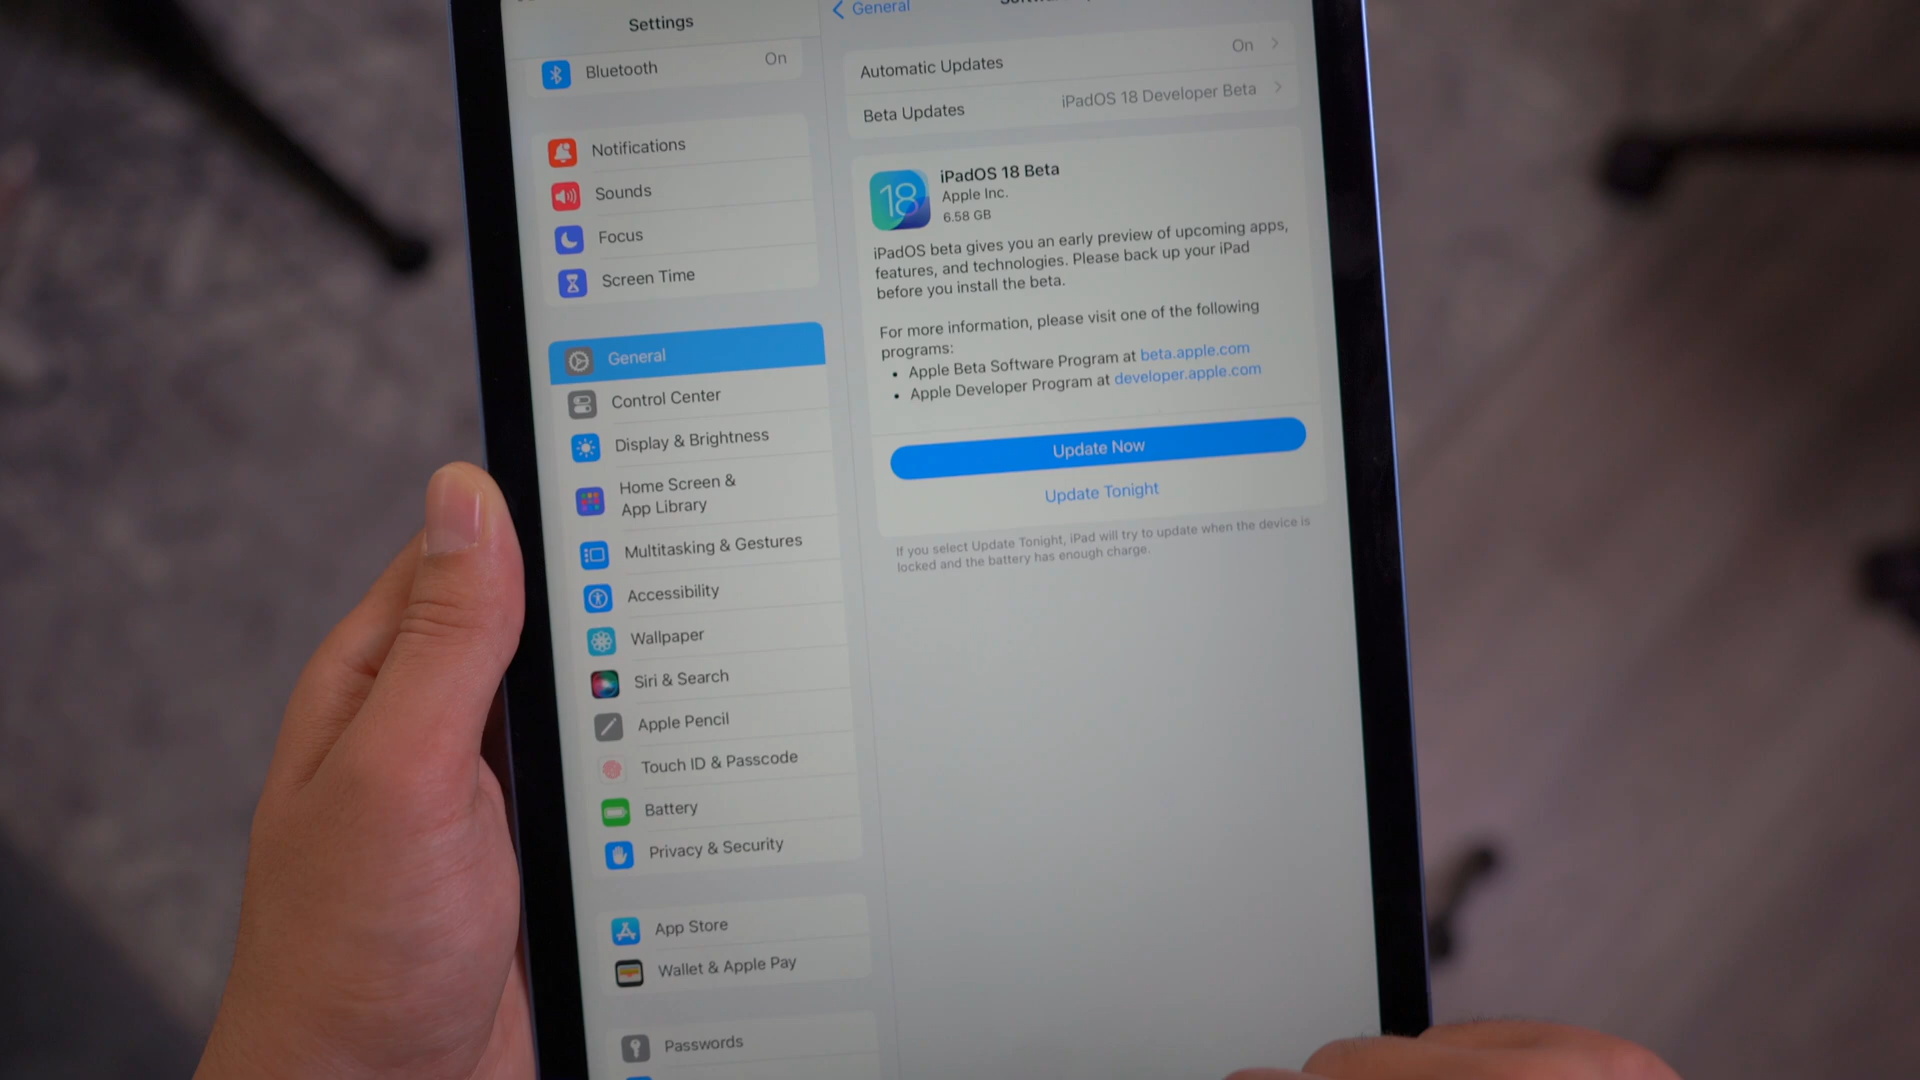 Settings
General
Bluetooth
On
Notifications
Sounds
Focus
Screen Time
General
Control Center
Display & Brightness
Home Screen &
App Library
Multitasking & Gestures
Accessibility
Wallpaper
Siri & Search
Apple Pencil
Touch ID & Passcode
Battery
Privacy & Security
App Store
Wallet & Apple Pay
Passwords
Automatic Updates
On
Beta Updates
iPadOS 18 Developer Beta
18
iPadOS 18 Beta
Apple Inc.
6.58 GB
iPadOS beta gives you an early preview of upcoming apps,
features, and technologies. Please back up your iPad
before you install the beta.
For more information, please visit one of the following
programs:
• Apple Beta Software Program at beta.apple.com
• Apple Developer Program at developer.apple.com
Update Now
Update Tonight
If you select Update Tonight, iPad will try to update when the device is
locked and the battery has enough charge.